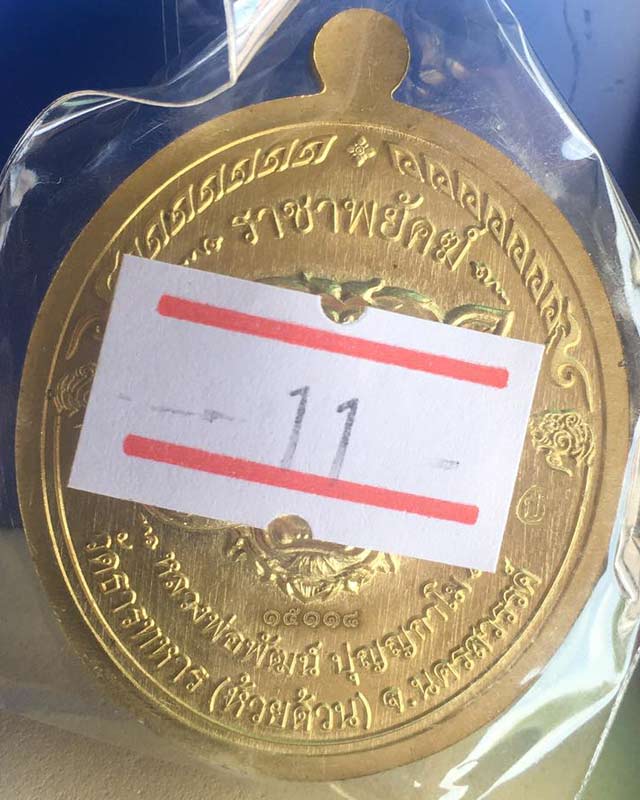 ราชาพยัคฆ์
11
๑๕๑๑๘
หลวงพ่อพัฒน์ ปุญญกาโม
วัดธารทหาร (ห้วยด้วน) จ.นครสวรรค์